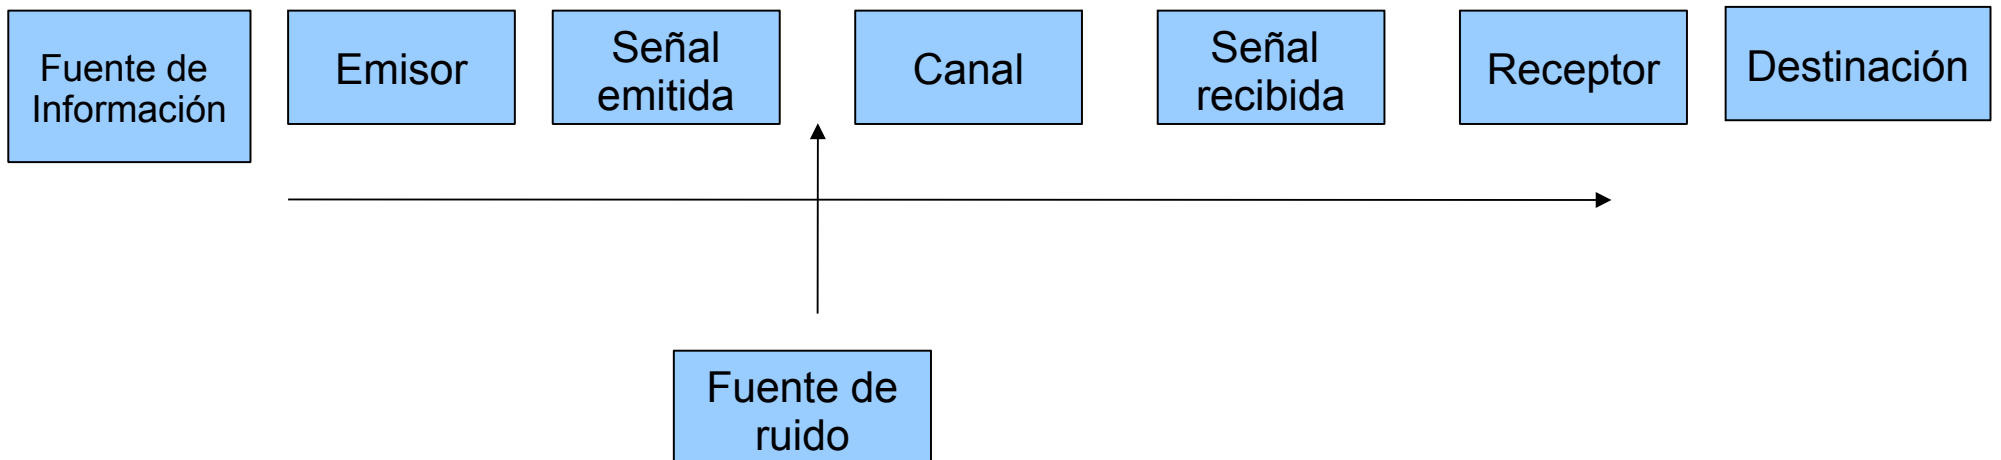 Fuente de
Información
Emisor
Señal
emitida
Canal
Señal
recibida
Receptor
Destinación
Fuente de
ruido